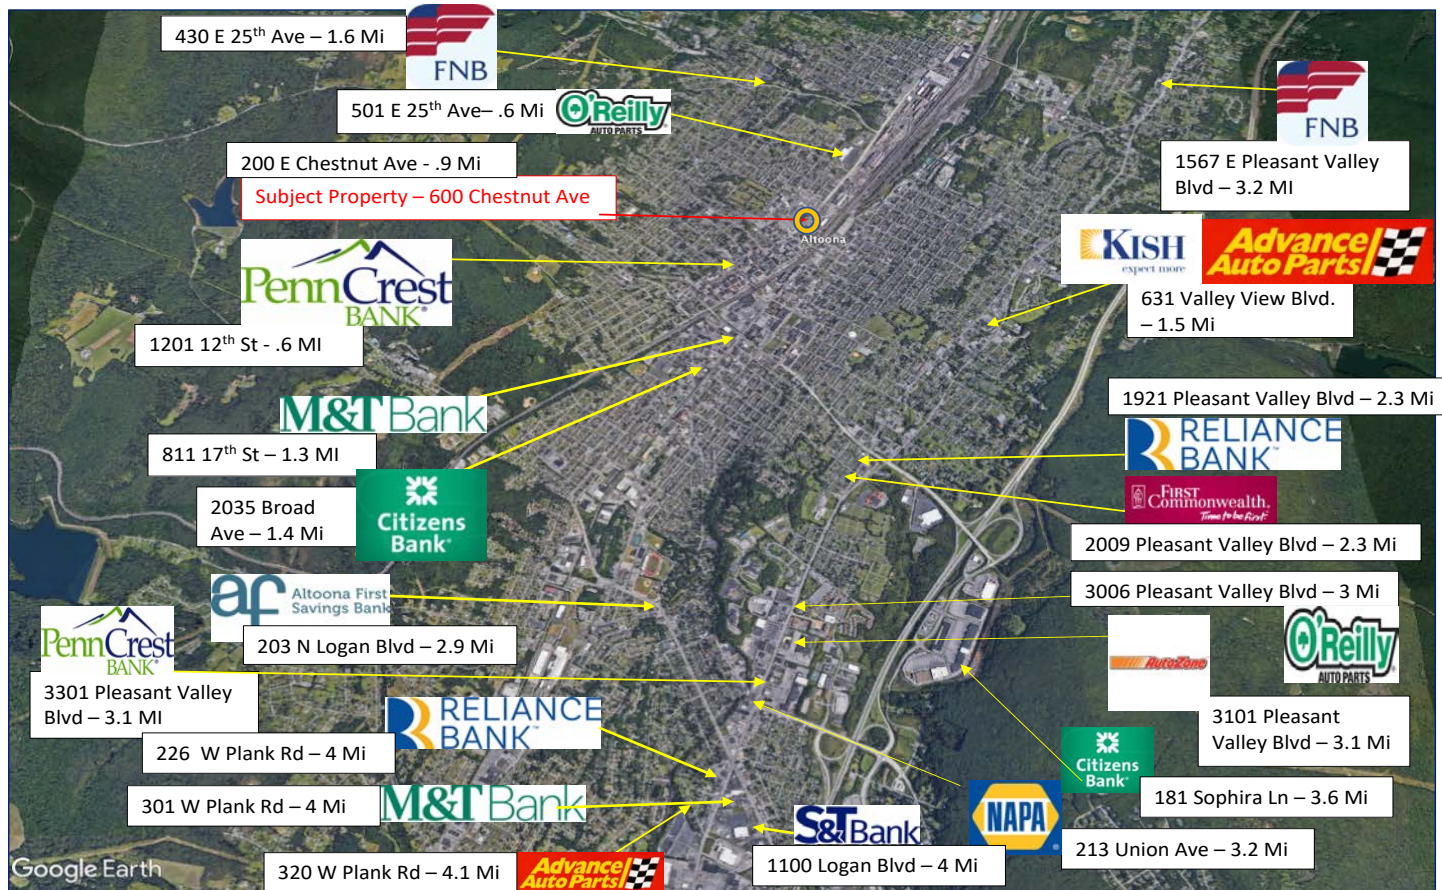 430 E 25th Ave – 1.6 Mi
FNB
501 E 25th Ave– .6 Mi
O'Reilly
AUTO PARTS
200 E Chestnut Ave - .9 Mi
Subject Property – 600 Chestnut Ave
Altoona
FNB
1567 E Pleasant Valley
Blvd – 3.2 MI
KISH
expect more
Advance
Auto Parts
631 Valley View Blvd.
– 1.5 Mi
PennCrest
BANK
1201 12th St - .6 MI
M&T Bank
811 17th St – 1.3 MI
2035 Broad
Ave – 1.4 Mi
Citizens
Bank
1921 Pleasant Valley Blvd – 2.3 Mi
RELIANCE
BANK™
FIRST
Commonwealth
Time to be first.
2009 Pleasant Valley Blvd – 2.3 Mi
af Altoona First
Savings Bank
203 N Logan Blvd – 2.9 Mi
3006 Pleasant Valley Blvd – 3 Mi
AutoZone
O'Reilly
AUTO PARTS
3101 Pleasant
Valley Blvd – 3.1 Mi
PennCrest
BANK
3301 Pleasant Valley
Blvd – 3.1 MI
RELIANCE
BANK™
226 W Plank Rd – 4 Mi
301 W Plank Rd – 4 Mi
M&T Bank
Citizens
Bank
181 Sophira Ln – 3.6 Mi
NAPA
213 Union Ave – 3.2 Mi
S&T Bank
1100 Logan Blvd – 4 Mi
320 W Plank Rd – 4.1 Mi
Advance
Auto Parts
Google Earth